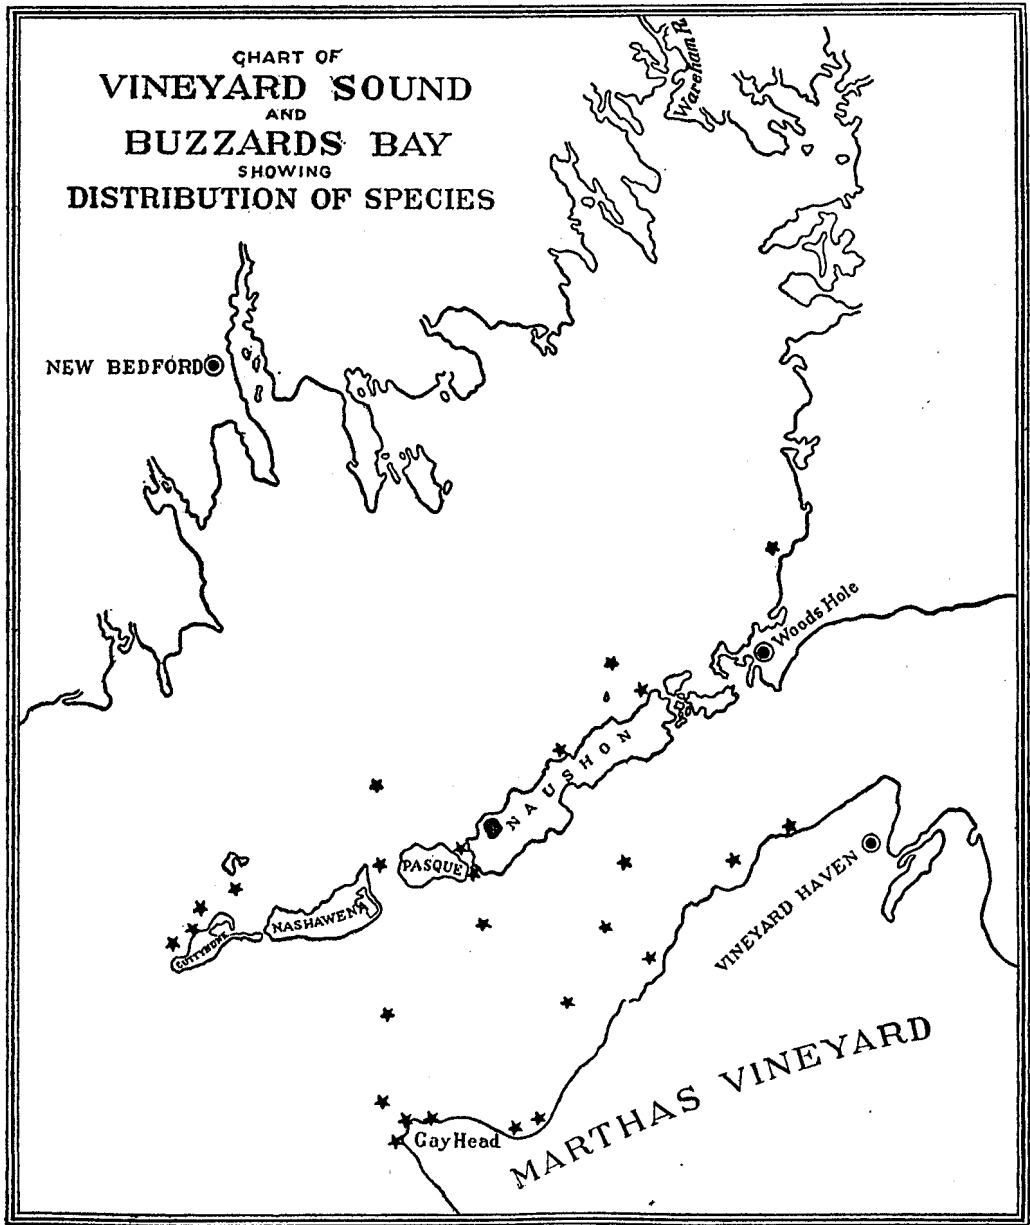 CHART OF
VINEYARD SOUND
AND
BUZZARDS BAY
SHOWING
DISTRIBUTION OF SPECIES
Wareham R.
NEW BEDFORD
Woods Hole
NAUSHON
PASQUE
NASHAWENA
CUTTYHUNK
VINEYARD HAVEN
MARTHAS VINEYARD
Gay Head